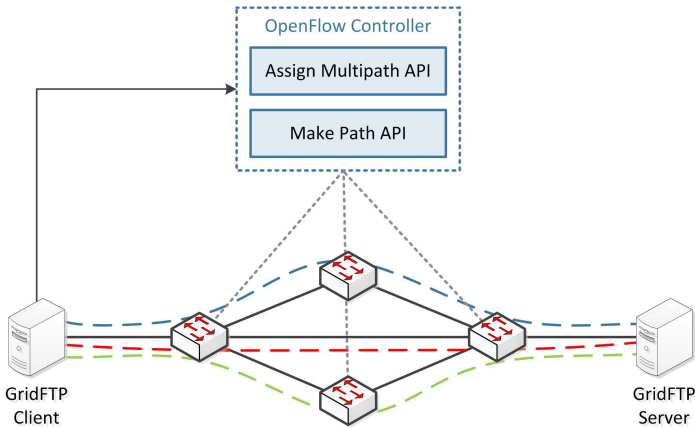 OpenFlow Controller
Assign Multipath API
Make Path API
GridFTP
Client
GridFTP
Server